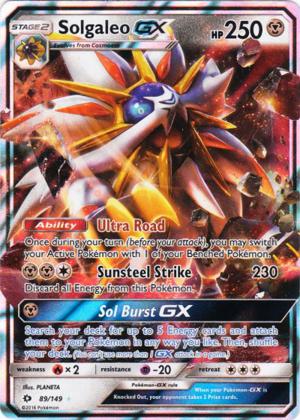 STAGE 2 Solgaleo GX HP 250
Evolves from Cosmoem
Ability Ultra Road
Once during your turn (before your attack), you may switch
your Active Pokémon with 1 of your Benched Pokémon.
Sunsteel Strike 230
Discard all Energy from this Pokémon.
Sol Burst GX
Search your deck for up to 5 Energy cards and attach
them to your Pokémon in any way you like. Then, shuffle
your deck. (You can't use more than 1 GX attack in a game.)
weakness ×2 resistance -20 retreat
Illus. PLANETA
89/149
©2016 Pokémon
Pokémon-GX rule
When your Pokémon-GX is
Knocked Out, your opponent takes 2 Prize cards.